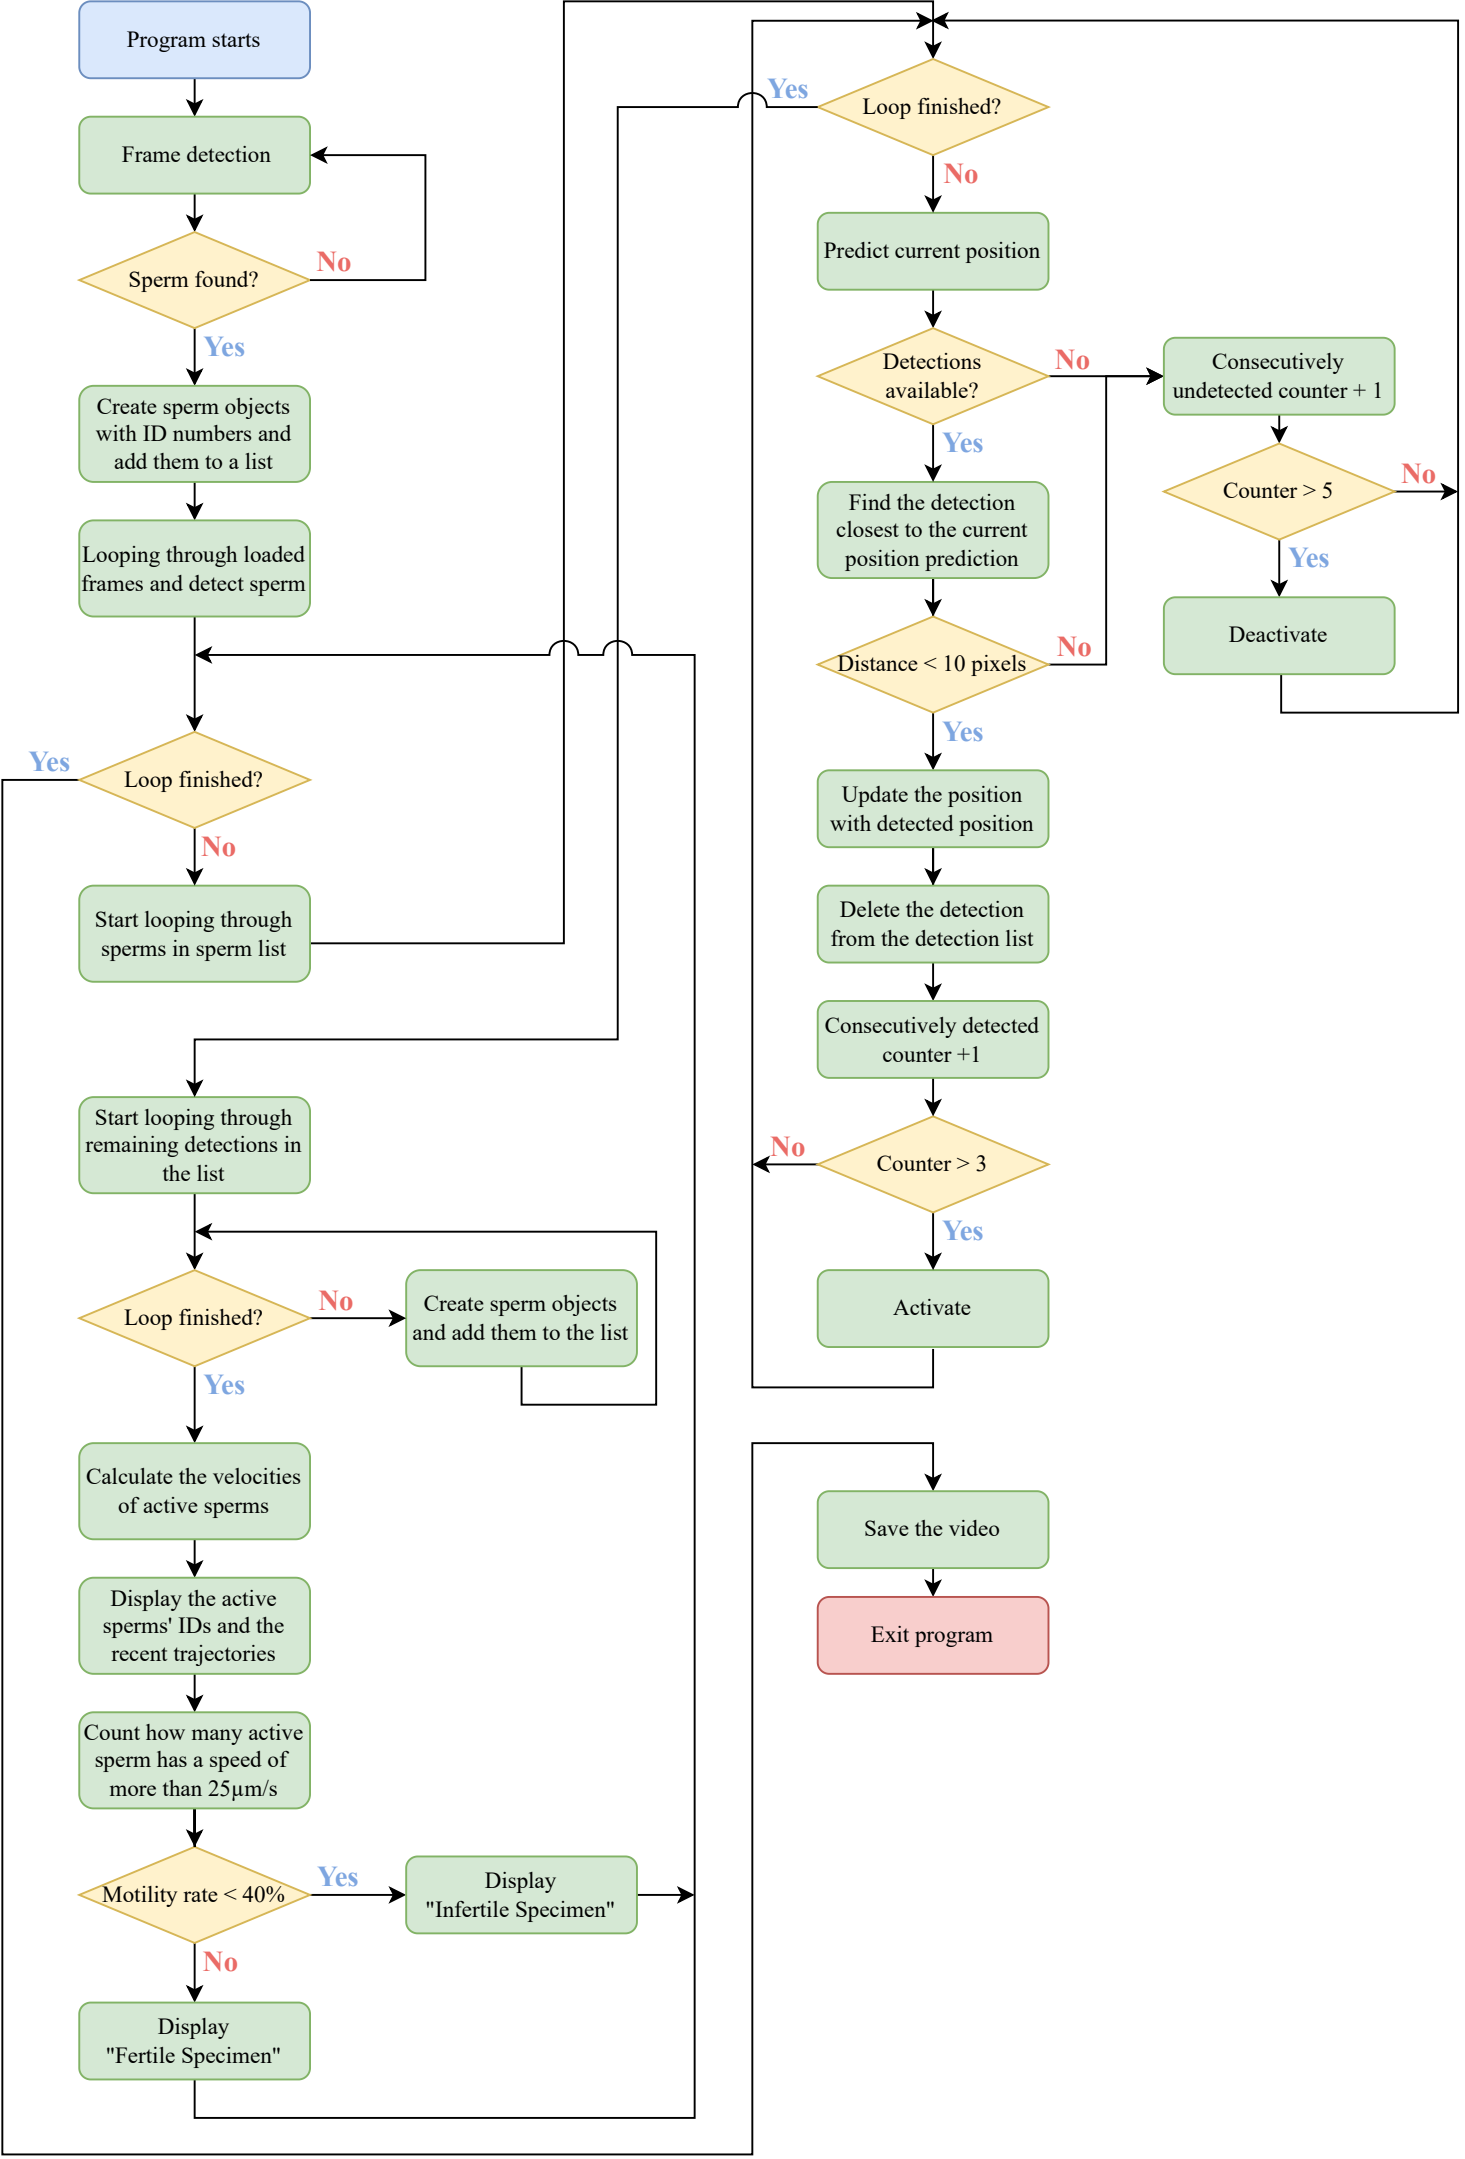 Program starts
Frame detection
Sperm found?
No
Yes
Create sperm objects
with ID numbers and
add them to a list
Looping through loaded
frames and detect sperm
Yes
Loop finished?
No
Start looping through
sperms in sperm list
Start looping through
remaining detections in
the list
Loop finished?
No
Create sperm objects
and add them to the list
Yes
Calculate the velocities
of active sperms
Display the active
sperms' IDs and the
recent trajectories
Count how many active
sperm has a speed of
more than 25μm/s
Motility rate < 40%
Yes
Display
"Infertile Specimen"
No
Display
"Fertile Specimen"
Yes
Loop finished?
No
Predict current position
Detections
available?
No
Consecutively
undetected counter + 1
Counter > 5
No
Yes
Deactivate
Yes
Find the detection
closest to the current
position prediction
Distance < 10 pixels
No
Yes
Update the position
with detected position
Delete the detection
from the detection list
Consecutively detected
counter +1
No
Counter > 3
Yes
Activate
Save the video
Exit program